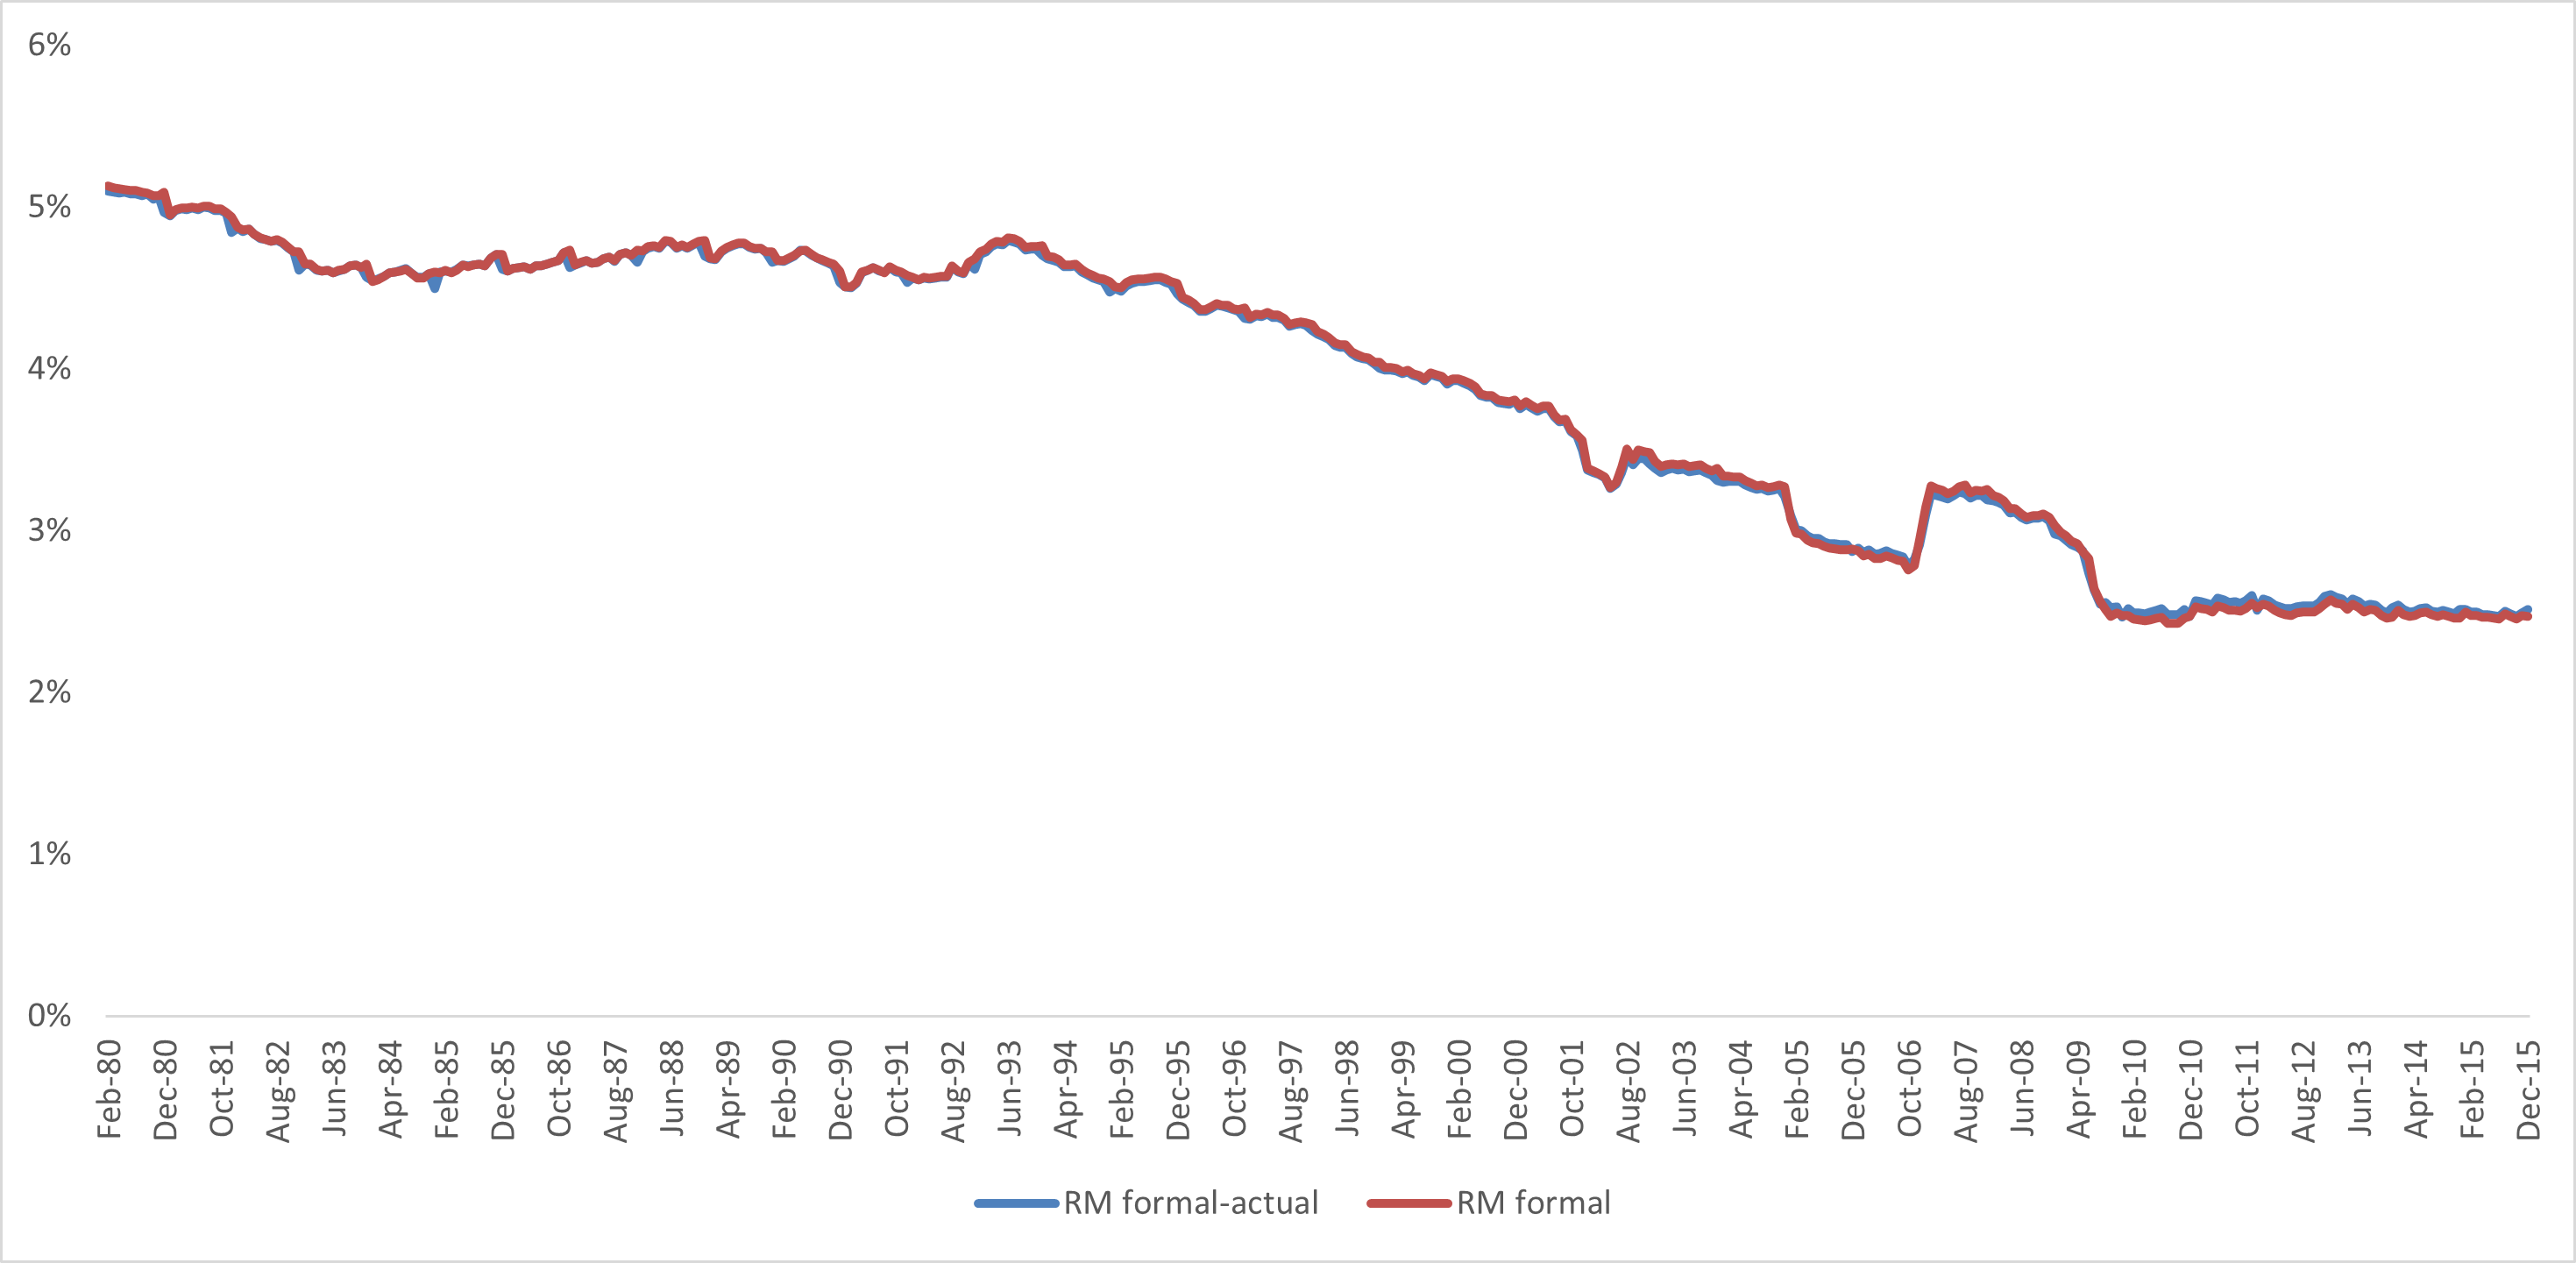 6%
5%
4%
3%
2%
1%
0%
Feb-80
Dec-80
Oct-81
Aug-82
Jun-83
Apr-84
Feb-85
Dec-85
Oct-86
Aug-87
Jun-88
Apr-89
Feb-90
Dec-90
Oct-91
Aug-92
Jun-93
Apr-94
Feb-95
Dec-95
Oct-96
Aug-97
Jun-98
Apr-99
Feb-00
Dec-00
Oct-01
Aug-02
Jun-03
Apr-04
Feb-05
Dec-05
Oct-06
Aug-07
Jun-08
Apr-09
Feb-10
Dec-10
Oct-11
Aug-12
Jun-13
Apr-14
Feb-15
Dec-15
RM formal-actual
RM formal